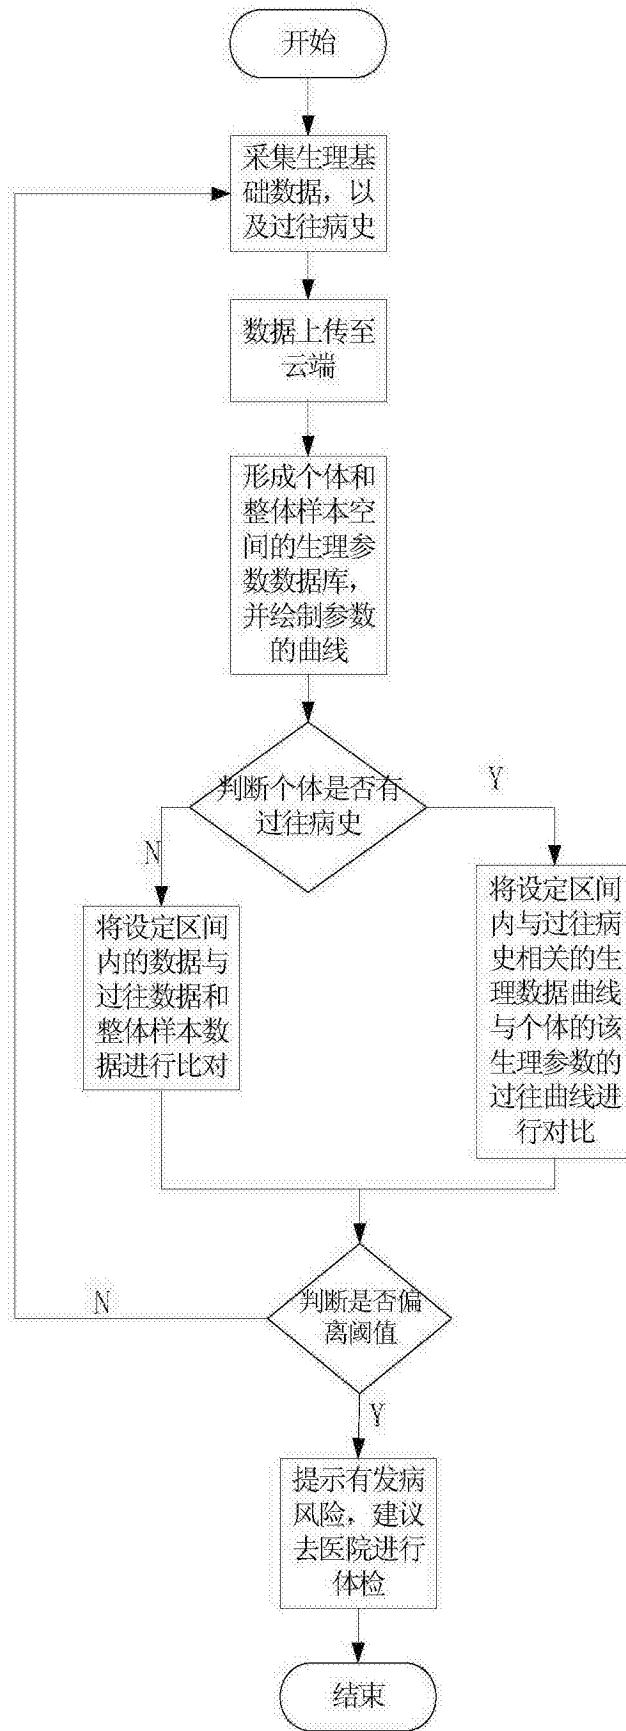 开始
采集生理基
础数据，以
及过往病史
数据上传至
云端
形成个体和
整体样本空
间的生理参
数数据库，
并绘制参数
的曲线
判断个体是否有
过往病史
Y
N
将设定区间
内的数据与
过往数据和
整体样本数
据进行比对
将设定区间
内与过往病
史相关的生
理数据曲线
与个体的该
生理参数的
过往曲线进
行对比
判断是否偏
离阈值
N
Y
提示有发病
风险，建议
去医院进行
体检
结束